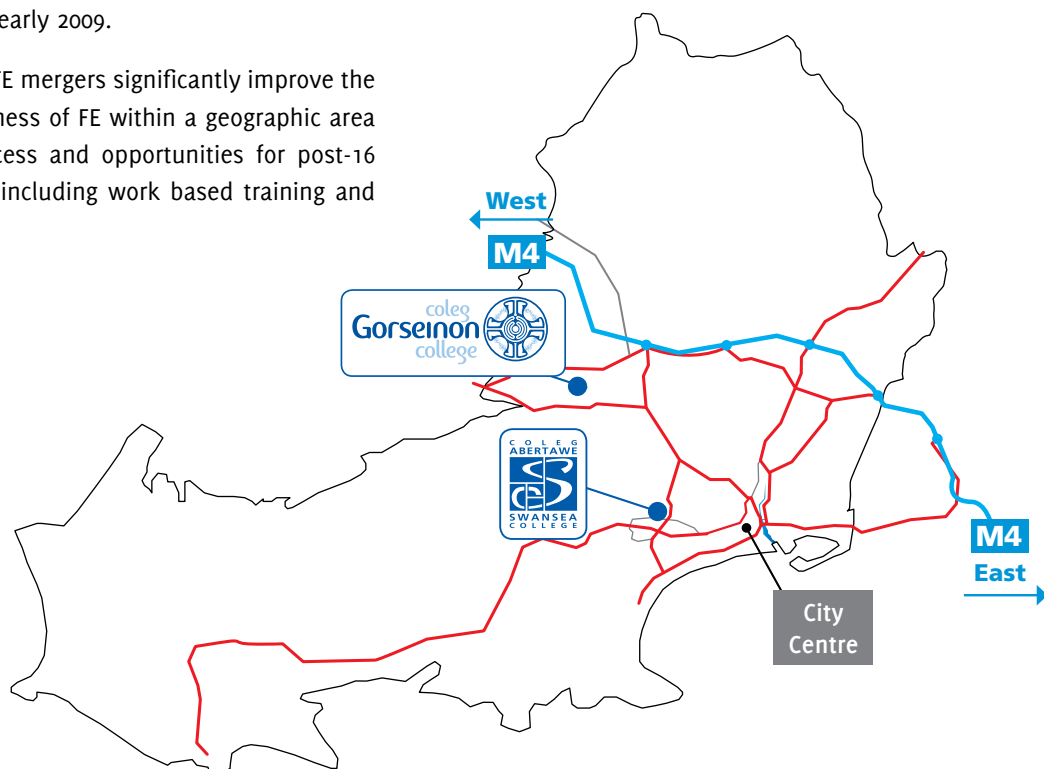 early 2009.
FE mergers significantly improve the
ness of FE within a geographic area
cess and opportunities for post-16
including work based training and
West
M4
coleg
Gorseinon
college
COLEG
ABERTAWE
SWANSEA
COLLEGE
M4
East
City
Centre